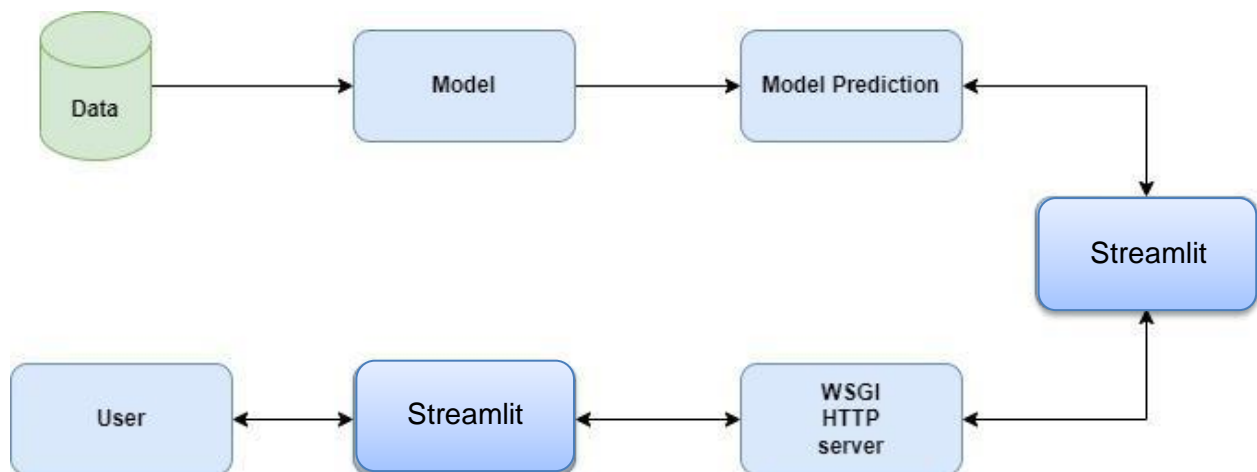 Data
Model
Model Prediction
Streamlit
User
Streamlit
WSGI
HTTP
server